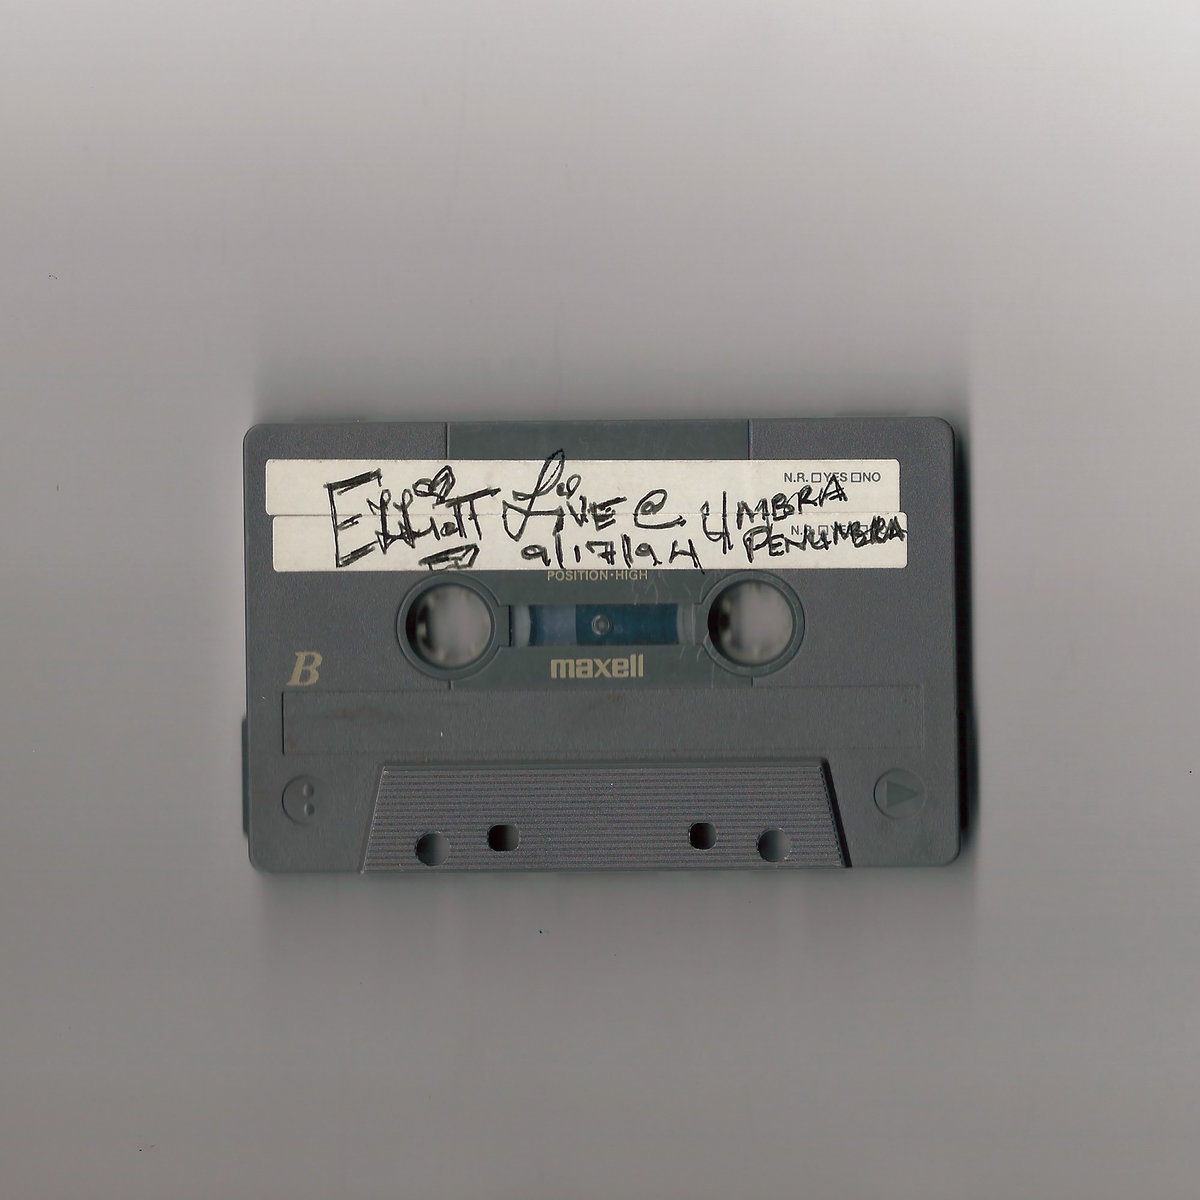 N.R. □YES □NO
Elliott Live @ Umbra
9/17/94 Penumbra
POSITION·HIGH
maxell
B